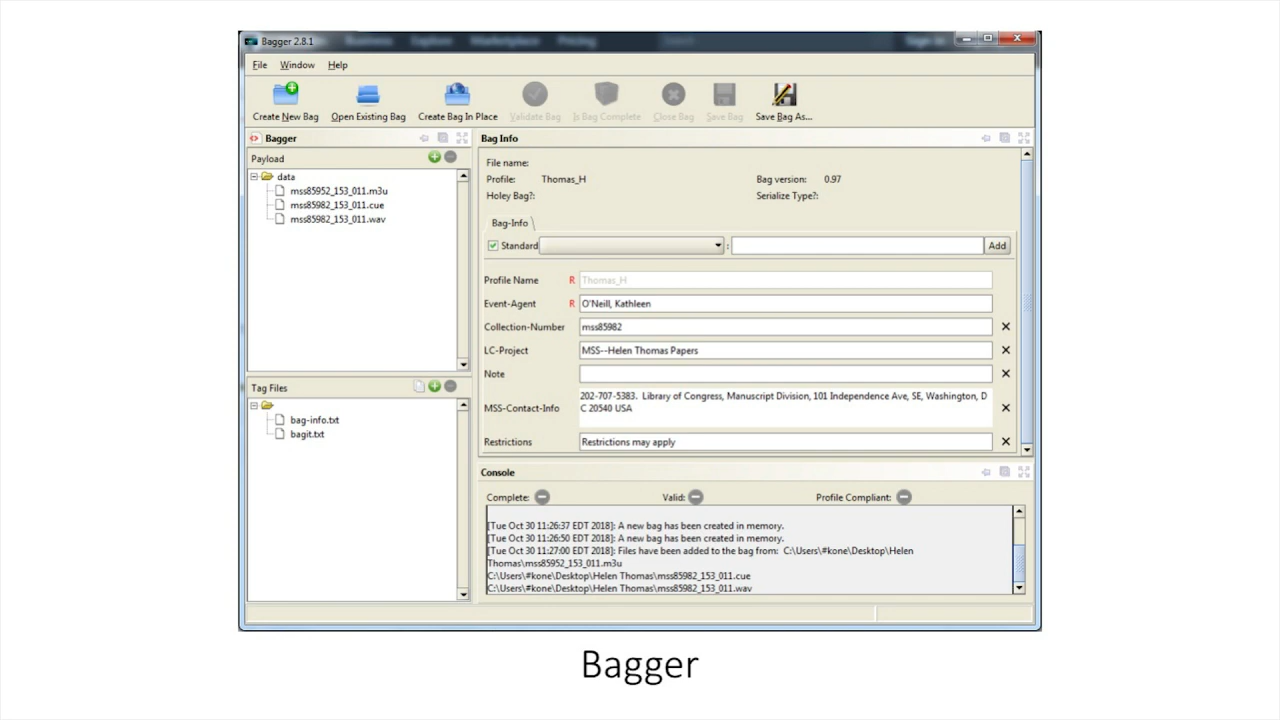 Bagger 2.8.1
File Window Help
Create New Bag Open Existing Bag Create Bag In Place Validate Bag Is Bag Complete Close Bag Save Bag Save Bag As...
Bagger
Payload
data
mss85952_153_011.m3u
mss85982_153_011.cue
mss85982_153_011.wav
Tag Files
bag-info.txt
bagit.txt
Bag Info
File name:
Profile: Thomas_H Bag version: 0.97
Holey Bag?: Serialize Type?:
Bag-Info
Standard : Add
Profile Name R Thomas_H
Event-Agent R O'Neill, Kathleen
Collection-Number mss85982
LC-Project MSS--Helen Thomas Papers
Note
MSS-Contact-Info 202-707-5383. Library of Congress, Manuscript Division, 101 Independence Ave, SE, Washington, D
C 20540 USA
Restrictions Restrictions may apply
Console
Complete: Valid: Profile Compliant:
[Tue Oct 30 11:26:37 EDT 2018]: A new bag has been created in memory.
[Tue Oct 30 11:26:50 EDT 2018]: A new bag has been created in memory.
[Tue Oct 30 11:27:00 EDT 2018]: Files have been added to the bag from: C:\Users\#kone\Desktop\Helen
Thomas\mss85952_153_011.m3u
C:\Users\#kone\Desktop\Helen Thomas\mss85982_153_011.cue
C:\Users\#kone\Desktop\Helen Thomas\mss85982_153_011.wav
Bagger